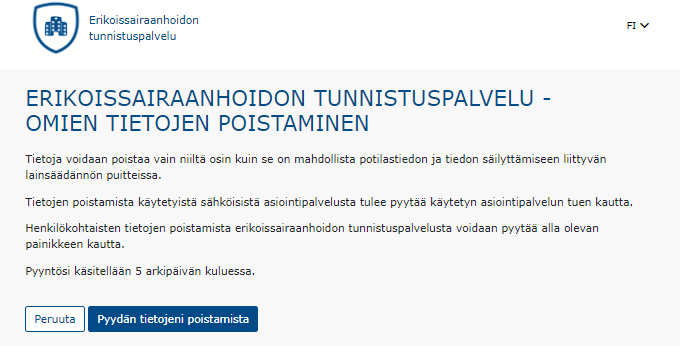 Erikoissairaanhoidon
tunnistuspalvelu
FI
ERIKOISSAIRAANHOIDON TUNNISTUSPALVELU -
OMIEN TIETOJEN POISTAMINEN
Tietoja voidaan poistaa vain niiltä osin kuin se on mahdollista potilastiedon ja tiedon säilyttämiseen liittyvän
lainsäädännön puitteissa.
Tietojen poistamista käytetyistä sähköisistä asiointipalvelusta tulee pyytää käytetyn asiointipalvelun tuen kautta.
Henkilökohtaisten tietojen poistamista erikoissairaanhoidon tunnistuspalvelusta voidaan pyytää alla olevan
painikkeen kautta.
Pyyntösi käsitellään 5 arkipäivän kuluessa.
Peruuta
Pyydän tietojeni poistamista